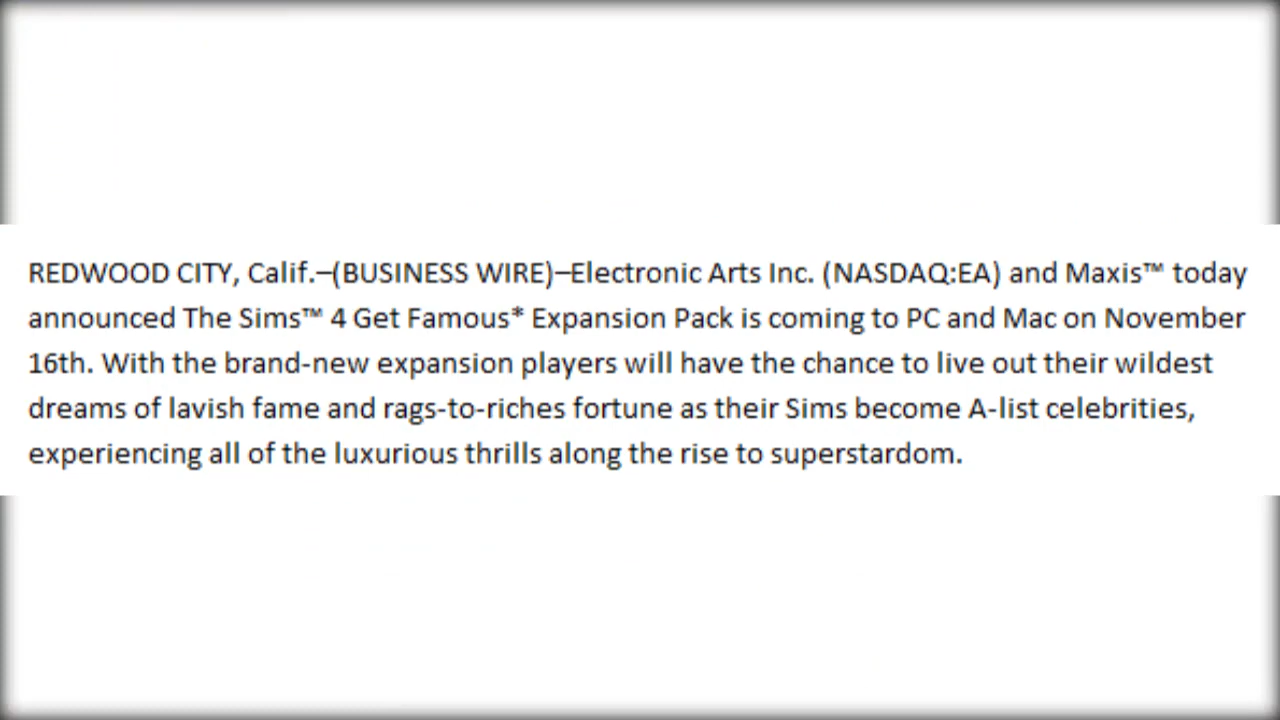 REDWOOD CITY, Calif.–(BUSINESS WIRE)–Electronic Arts Inc. (NASDAQ:EA) and Maxis™ today
announced The Sims™ 4 Get Famous* Expansion Pack is coming to PC and Mac on November
16th. With the brand-new expansion players will have the chance to live out their wildest
dreams of lavish fame and rags-to-riches fortune as their Sims become A-list celebrities,
experiencing all of the luxurious thrills along the rise to superstardom.